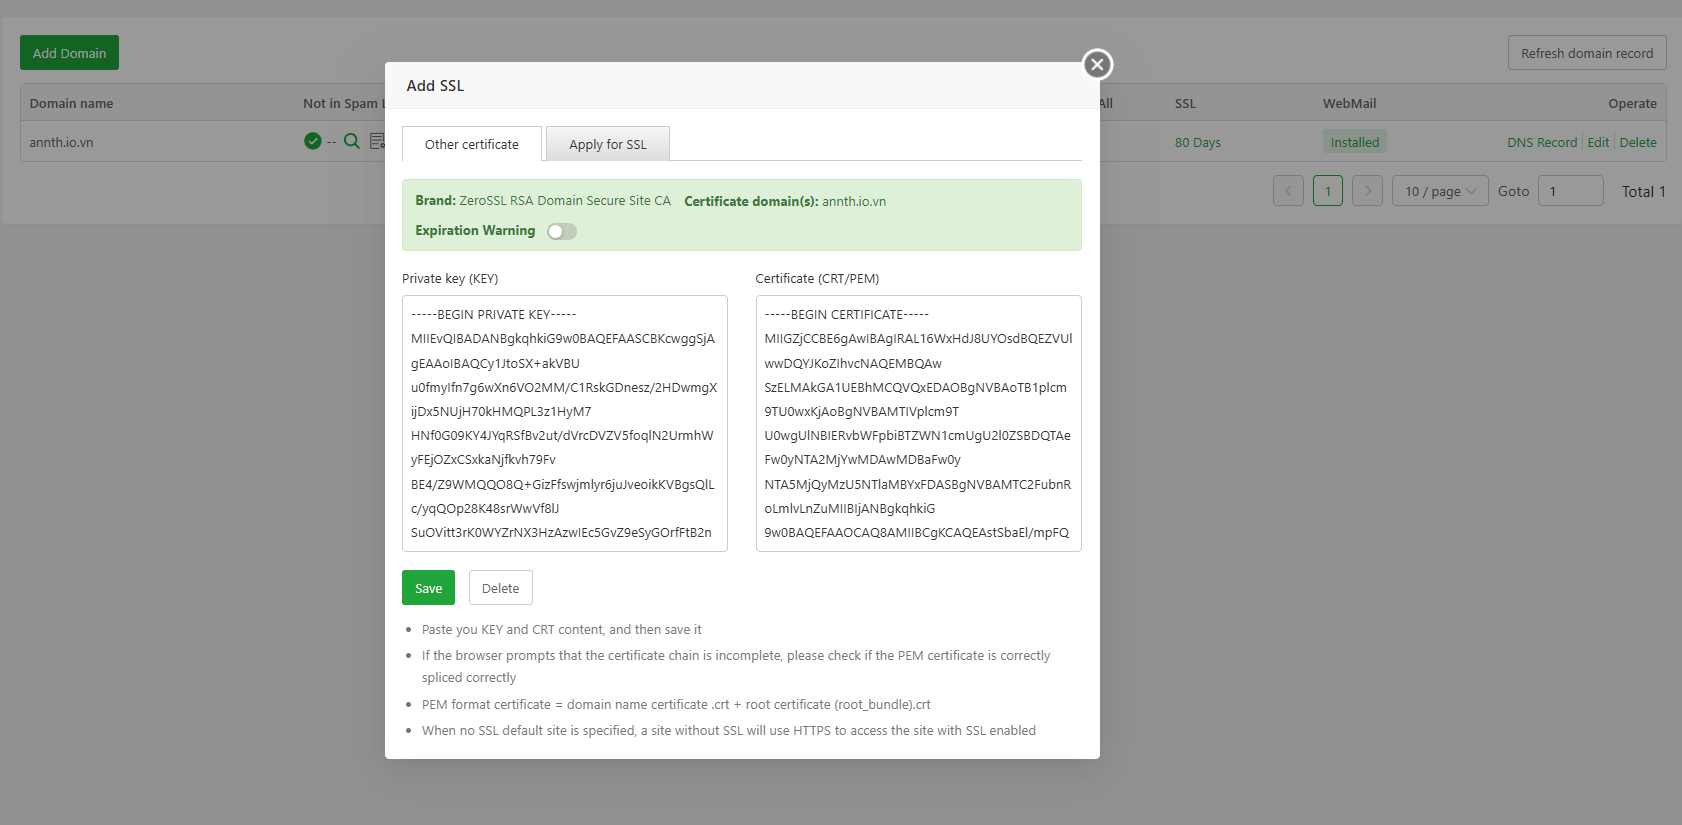 Add Domain
Refresh domain record
Domain name
Not in Spam
All
SSL
WebMail
Operate
annth.io.vn
--
80 Days
Installed
DNS Record
Edit
Delete
1
10 / page
Goto
1
Total 1
Add SSL
Other certificate
Apply for SSL
Brand: ZeroSSL RSA Domain Secure Site CA Certificate domain(s): annth.io.vn
Expiration Warning
Private key (KEY)
-----BEGIN PRIVATE KEY-----
MIIEvQIBADANBgkqhkiG9w0BAQEFAASCBKcwggSjA
gEAAoIBAQCy1JtoSX+akVBU
u0fmyIfn7g6wXn6VO2MM/C1RskGDnesz/2HDwmgX
ijDx5NUjH70kHMQPL3z1HyM7
HNf0G09KY4JYqRSfBv2ut/dVrcDVZV5foqlN2UrmhW
yFEjOZxCSxkaNjfkvh79Fv
BE4/Z9WMQQO8Q+GizFfswjmlyr6juJveoikKVBgsQlL
c/yqQOp28K48srWwVf8lJ
SuOVitt3rK0WYZrNX3HzAzwIEc5GvZ9eSyGOrfFtB2n
Certificate (CRT/PEM)
-----BEGIN CERTIFICATE-----
MIIGZjCCBE6gAwIBAgIRAL16WxHdJ8UYOsdBQEZVUl
wwDQYJKoZIhvcNAQEMBQAw
SzELMAkGA1UEBhMCQVQxEDAOBgNVBAoTB1plcm
9TU0wxKjAoBgNVBAMTIVplcm9T
U0wgUlNBIERvbWFpbiBTZWN1cmUgU2l0ZSBDQTAe
Fw0yNTA2MjYwMDAwMDBaFw0y
NTA5MjQyMzU5NTlaMBYxFDASBgNVBAMTC2FubnR
oLmlvLnZuMIIBIjANBgkqhkiG
9w0BAQEFAAOCAQ8AMIIBCgKCAQEAstSbaEl/mpFQ
Save
Delete
Paste you KEY and CRT content, and then save it
If the browser prompts that the certificate chain is incomplete, please check if the PEM certificate is correctly
spliced correctly
PEM format certificate = domain name certificate .crt + root certificate (root_bundle).crt
When no SSL default site is specified, a site without SSL will use HTTPS to access the site with SSL enabled